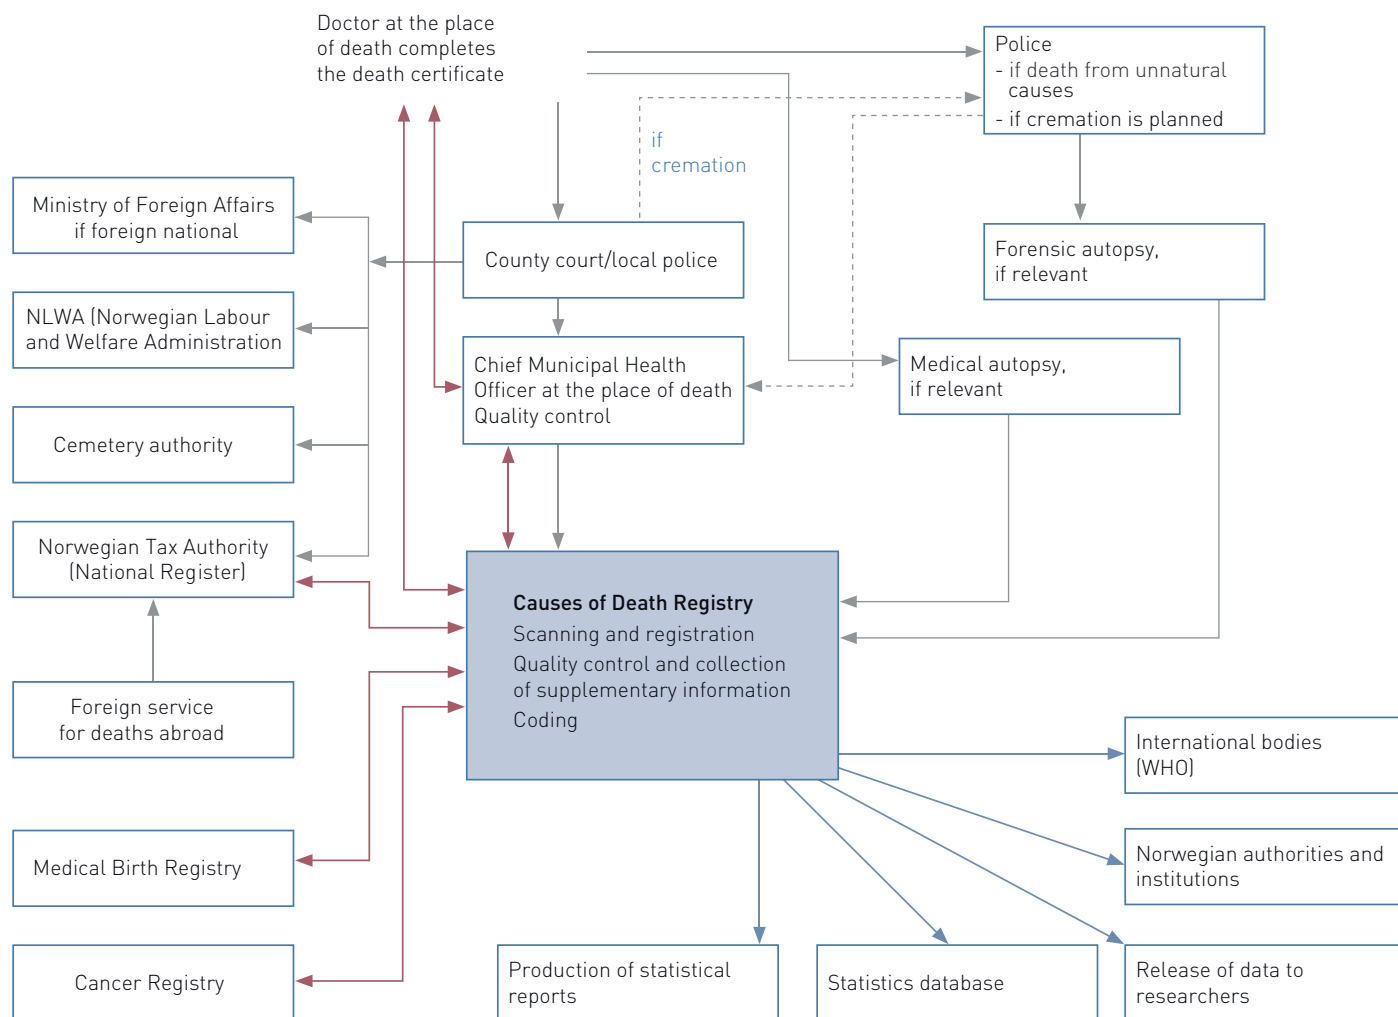 Doctor at the place
of death completes
the death certificate
Police
- if death from unnatural
causes
- if cremation is planned
if
cremation
Ministry of Foreign Affairs
if foreign national
County court/local police
Forensic autopsy,
if relevant
NLWA (Norwegian Labour
and Welfare Administration
Chief Municipal Health
Officer at the place of death
Quality control
Medical autopsy,
if relevant
Cemetery authority
Norwegian Tax Authority
(National Register)
Causes of Death Registry
Scanning and registration
Quality control and collection
of supplementary information
Coding
Foreign service
for deaths abroad
International bodies
(WHO)
Medical Birth Registry
Norwegian authorities and
institutions
Cancer Registry
Production of statistical
reports
Statistics database
Release of data to
researchers